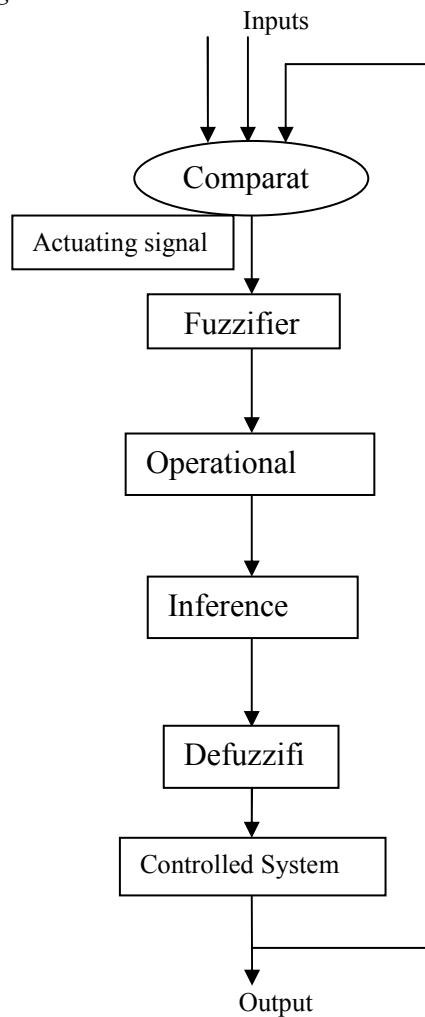 Inputs
Comparat
Actuating signal
Fuzzifier
Operational
Inference
Defuzzifi
Controlled System
Output